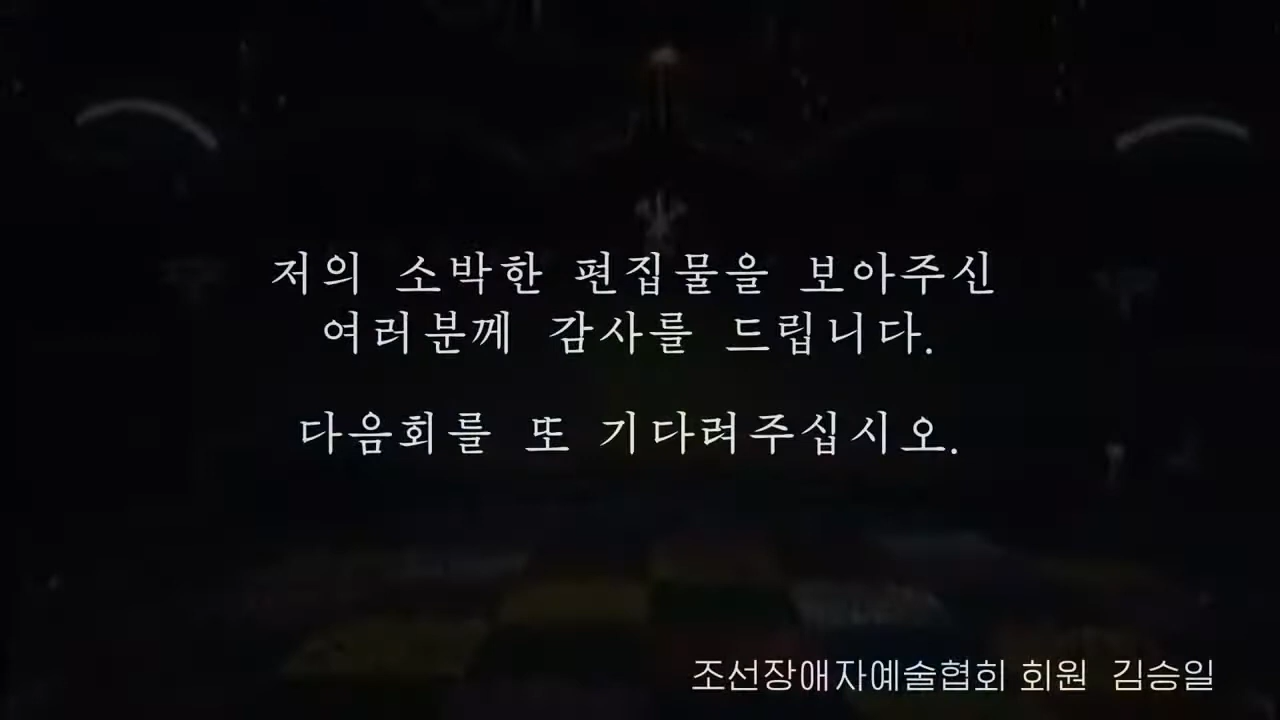 저의 소박한 편집물을 보아주신
여러분께 감사를 드립니다.
다음회를 또 기다려주십시오.
조선장애자예술협회 회원 김승일